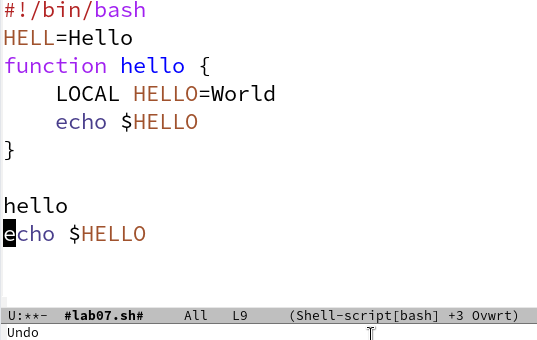 #!/bin/bash
HELL=Hello
function hello {
    LOCAL HELLO=World
    echo $HELLO
}
hello
echo $HELLO
U:**-  #lab07.sh#    All   L9    (Shell-script[bash] +3 Ovwrt)
Undo